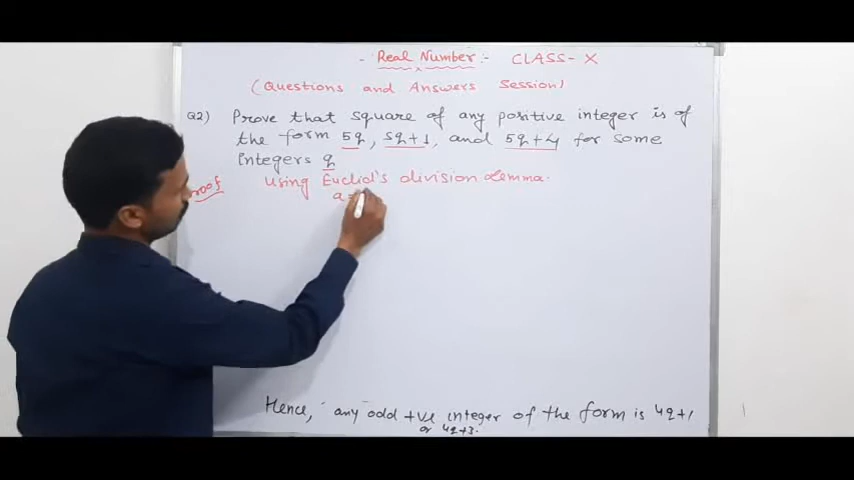 - Real Number :- CLASS - X
(Questions and Answers Session)
Q2) Prove that square of any positive integer is of
the form 5q, 5q+1, and 5q+4 for some
integers q
Proof Using Euclid's division Lemma.
a=
Hence, any odd +ve integer of the form is 4q+1
or 4q+3.